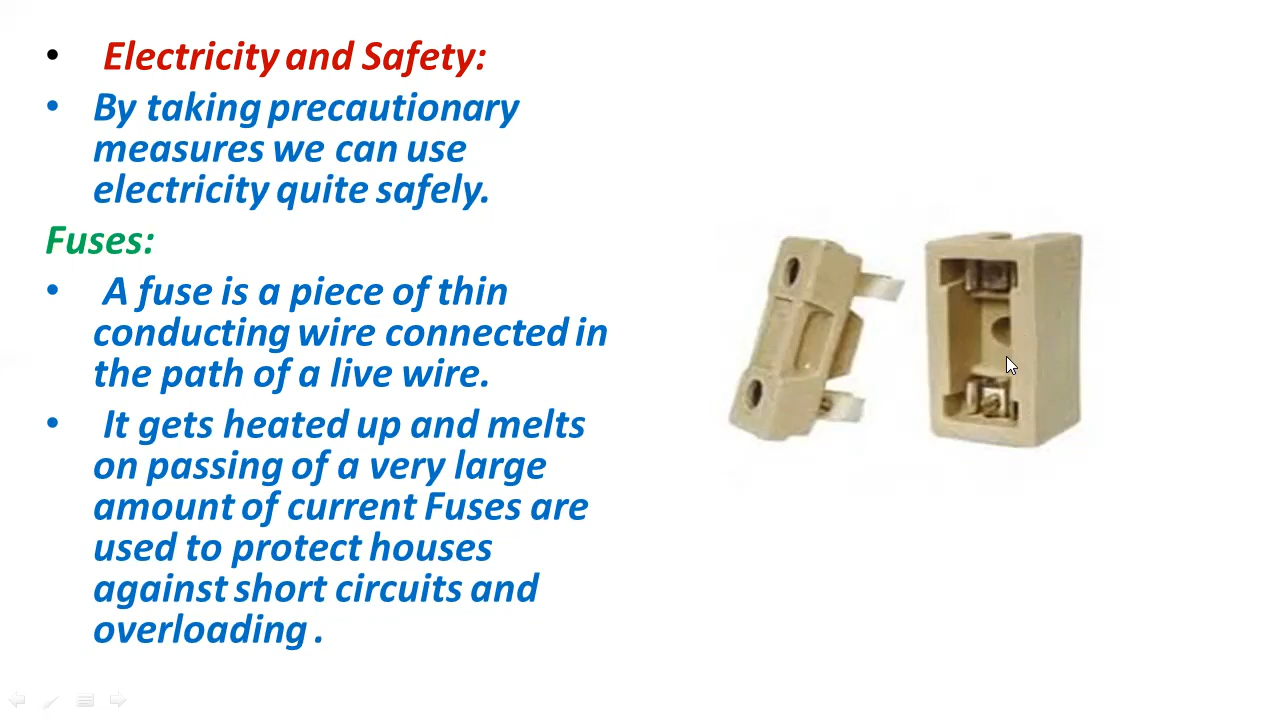 Electricity and Safety:
By taking precautionary
measures we can use
electricity quite safely.
Fuses:
A fuse is a piece of thin
conducting wire connected in
the path of a live wire.
It gets heated up and melts
on passing of a very large
amount of current Fuses are
used to protect houses
against short circuits and
overloading .